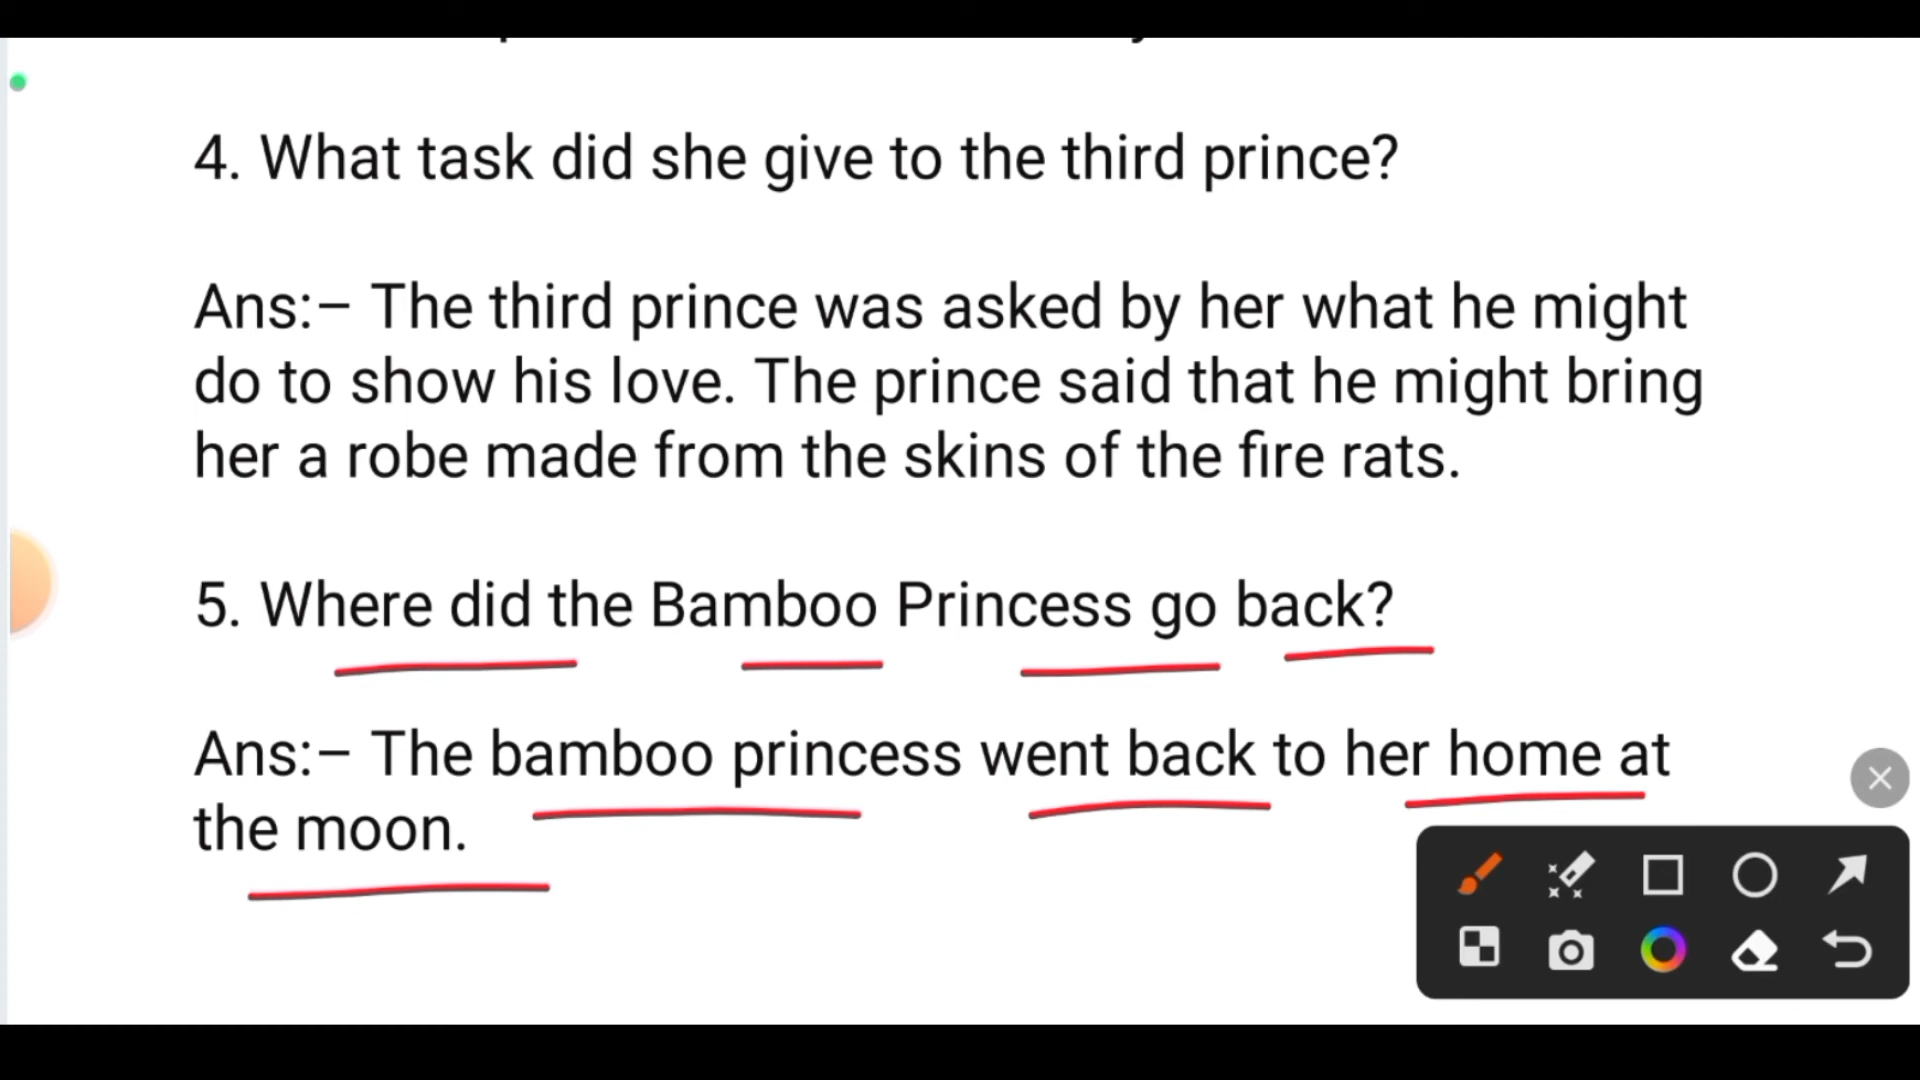 4. What task did she give to the third prince?
Ans:– The third prince was asked by her what he might
do to show his love. The prince said that he might bring
her a robe made from the skins of the fire rats.
5. Where did the Bamboo Princess go back?
Ans:– The bamboo princess went back to her home at
the moon.